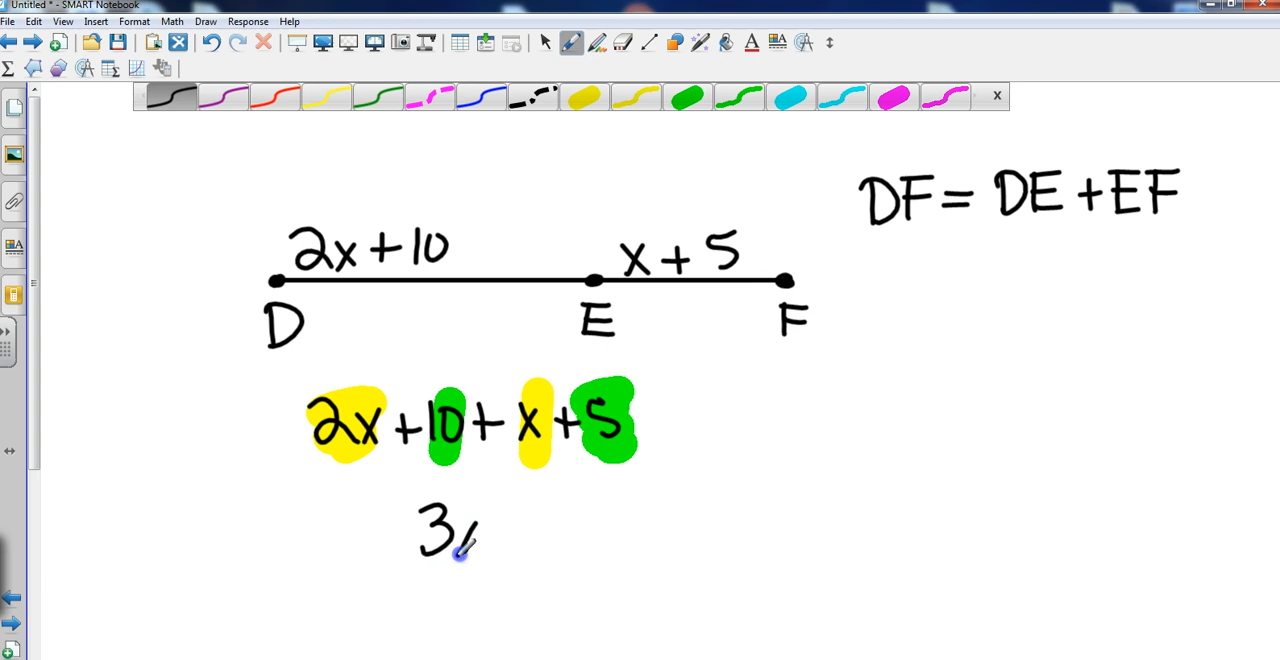 Untitled * - SMART Notebook
File Edit View Insert Format Math Draw Response Help
x
DF = DE + EF
2x + 10 x + 5
D E F
2x + 10 + x + 5
3